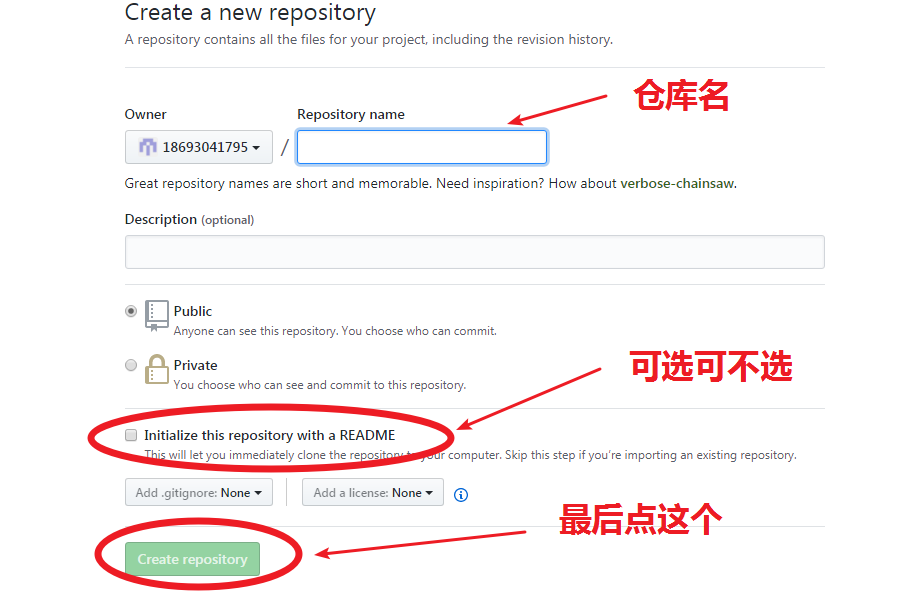 Create a new repository
A repository contains all the files for your project, including the revision history.
仓库名
Owner
Repository name
18693041795
/
Great repository names are short and memorable. Need inspiration? How about verbose-chainsaw.
Description (optional)
Public
Anyone can see this repository. You choose who can commit.
可选可不选
Private
You choose who can see and commit to this repository.
Initialize this repository with a README
This will let you immediately clone the repository to your computer. Skip this step if you’re importing an existing repository.
Add .gitignore: None
Add a license: None
最后点这个
Create repository